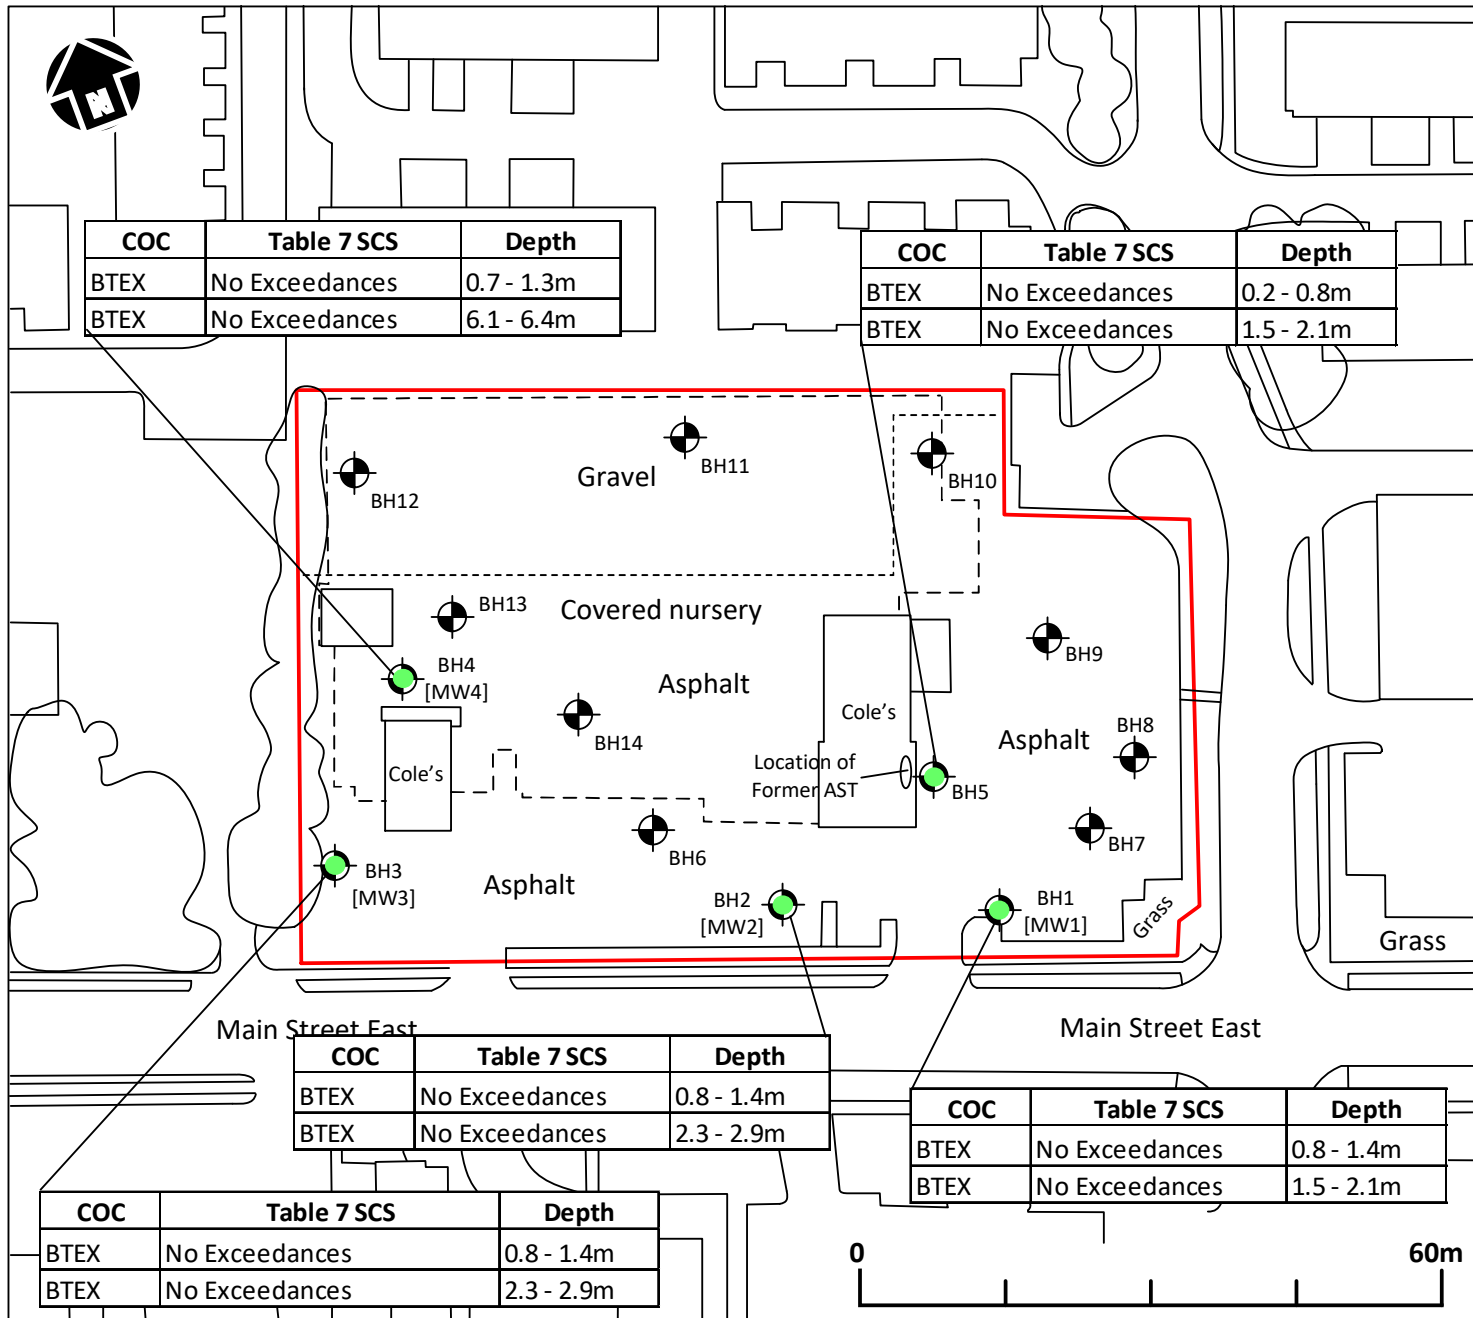 N
COC Table 7 SCS Depth
BTEX No Exceedances 0.7 - 1.3m
BTEX No Exceedances 6.1 - 6.4m
COC Table 7 SCS Depth
BTEX No Exceedances 0.2 - 0.8m
BTEX No Exceedances 1.5 - 2.1m
BH11
BH12
Gravel
BH10
BH13
Covered nursery
BH9
BH4
[MW4]
Asphalt
Cole's
BH14
Asphalt
BH8
Cole's
Location of
Former AST
BH5
BH7
BH6
BH3
[MW3]
Asphalt
BH2
[MW2]
BH1
[MW1]
Grass
Grass
Main Street East
Main Street East
COC Table 7 SCS Depth
BTEX No Exceedances 0.8 - 1.4m
BTEX No Exceedances 2.3 - 2.9m
COC Table 7 SCS Depth
BTEX No Exceedances 0.8 - 1.4m
BTEX No Exceedances 1.5 - 2.1m
COC Table 7 SCS Depth
BTEX No Exceedances 0.8 - 1.4m
BTEX No Exceedances 2.3 - 2.9m
0 60m